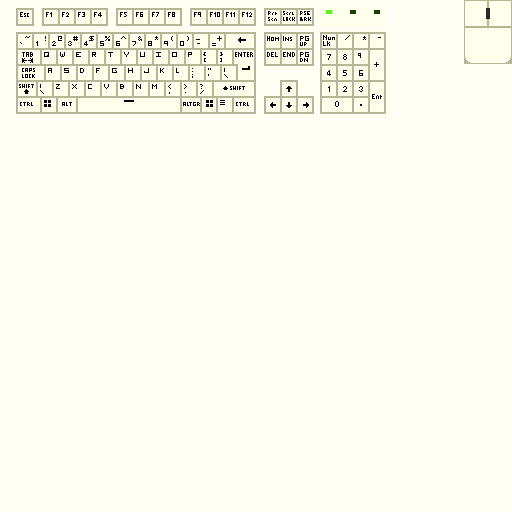 Esc F1 F2 F3 F4 F5 F6 F7 F8 F9 F10 F11 F12 Prt Scn Scrl LOCK PSE BRK
` ~ 1 ! 2 @ 3 # 4 $ 5 % 6 ^ 7 & 8 * 9 ( 0 ) - _ = + ← HOM INS PG UP Num LK / * -
TAB Q W E R T Y U I O P [ { ] } ENTER DEL END PG DN 7 8 9 +
CAPS LOCK A S D F G H J K L ; : ' " \ | 4 5 6
SHIFT \ | Z X C V B N M , < . > / ? SHIFT ↑ 1 2 3 Ent
CTRL ALT ALTGR CTRL ← ↓ → 0 .